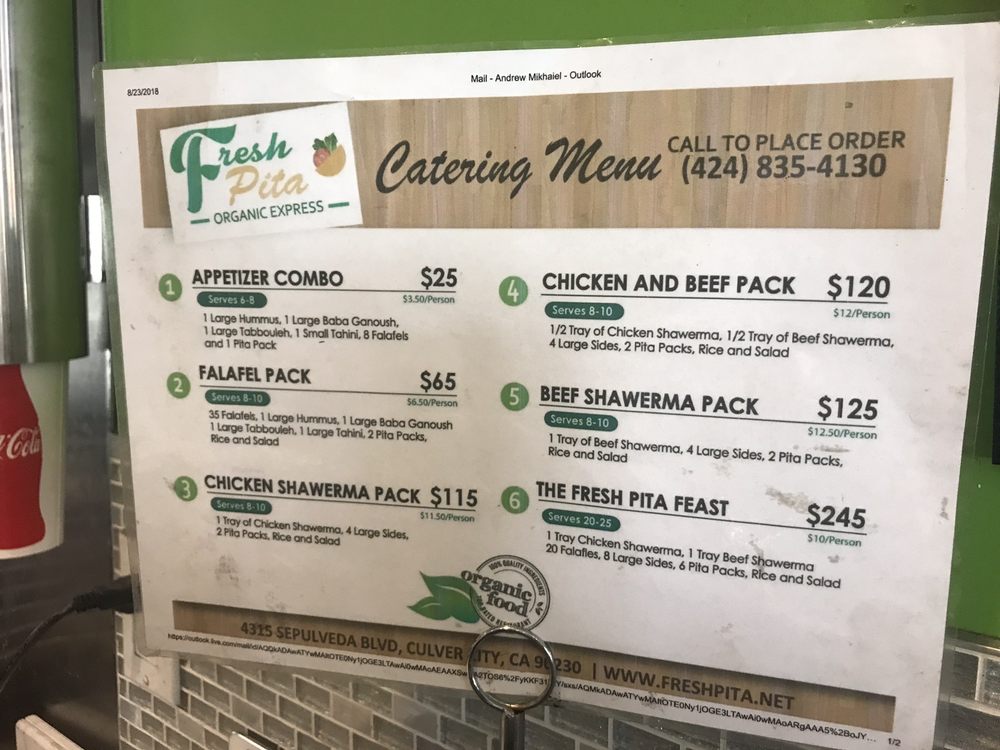 8/23/2018
Mail - Andrew Mikhaiel - Outlook
Fresh
Pita
ORGANIC EXPRESS
Catering Menu
CALL TO PLACE ORDER
(424) 835-4130
1 APPETIZER COMBO $25
Serves 6-8 $3.50/Person
1 Large Hummus, 1 Large Baba Ganoush,
1 Large Tabbouleh, 1 Small Tahini, 8 Falafels
and 1 Pita Pack
2 FALAFEL PACK $65
Serves 8-10 $6.50/Person
35 Falafels, 1 Large Hummus, 1 Large Baba Ganoush
1 Large Tabbouleh, 1 Large Tahini, 2 Pita Packs,
Rice and Salad
3 CHICKEN SHAWERMA PACK $115
Serves 8-10 $11.50/Person
1 Tray of Chicken Shawerma, 4 Large Sides,
2 Pita Packs, Rice and Salad
4 CHICKEN AND BEEF PACK $120
Serves 8-10 $12/Person
1/2 Tray of Chicken Shawerma, 1/2 Tray of Beef Shawerma,
4 Large Sides, 2 Pita Packs, Rice and Salad
5 BEEF SHAWERMA PACK $125
Serves 8-10 $12.50/Person
1 Tray of Beef Shawerma, 4 Large Sides, 2 Pita Packs,
Rice and Salad
6 THE FRESH PITA FEAST $245
Serves 20-25 $10/Person
1 Tray Chicken Shawerma, 1 Tray Beef Shawerma
20 Falafles, 8 Large Sides, 6 Pita Packs, Rice and Salad
100% QUALITY INGREDIENTS
organic
food
4315 SEPULVEDA BLVD, CULVER CITY, CA 90230 | WWW.FRESHPITA.NET
1/2
Coca-Cola